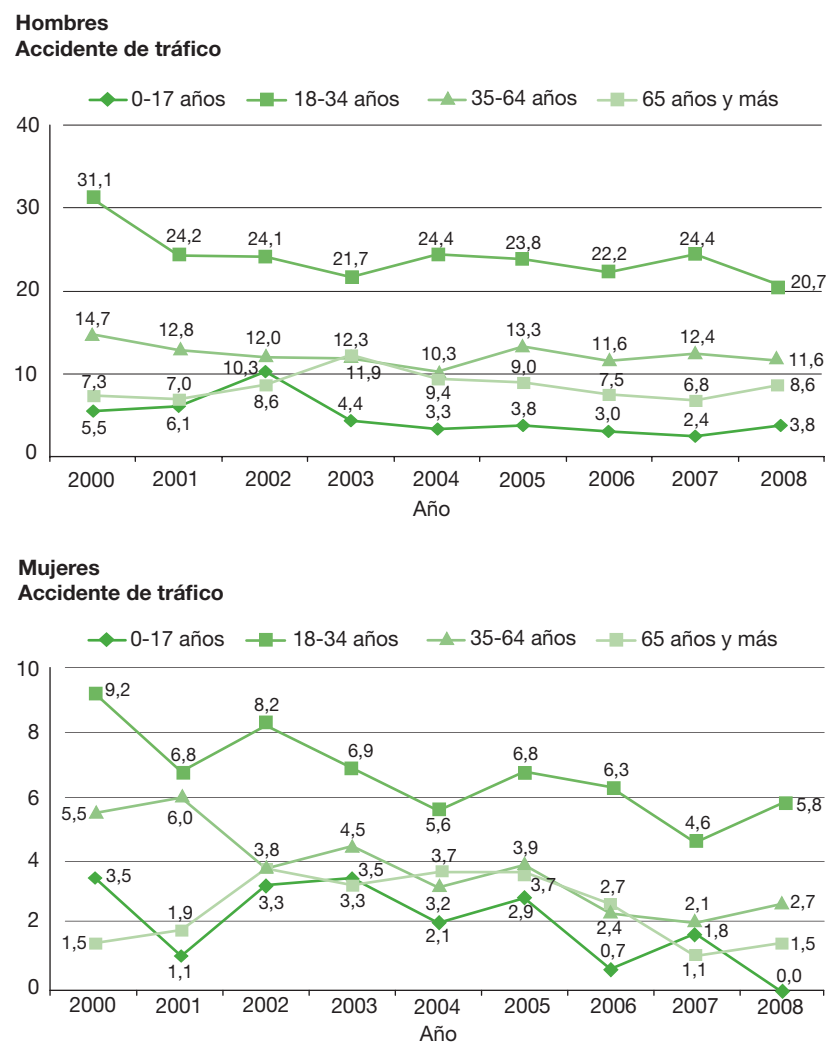 Hombres
Accidente de tráfico
0-17 años 18-34 años 35-64 años 65 años y más
40
31,1
30
24,2 24,1 21,7 24,4 23,8 22,2 24,4 20,7
20
14,7 12,8 12,0 12,3 10,3 13,3 11,6 12,4 11,6
10
7,3 7,0 10,3 11,9 9,4 9,0 7,5 6,8 8,6
5,5 6,1 8,6 4,4 3,3 3,8 3,0 2,4 3,8
0
2000 2001 2002 2003 2004 2005 2006 2007 2008
Año
Mujeres
Accidente de tráfico
0-17 años 18-34 años 35-64 años 65 años y más
10
9,2 6,8 8,2 6,9 5,6 6,8 6,3 4,6 5,8
8
6
5,5 6,0 3,8 4,5 3,2 3,9 2,4 2,1 2,7
4
3,5 1,1 3,3 3,5 2,1 2,9 0,7 1,8 0,0
2
1,5 1,9 3,3 3,7 3,7 2,7 1,1 1,5
0
2000 2001 2002 2003 2004 2005 2006 2007 2008
Año